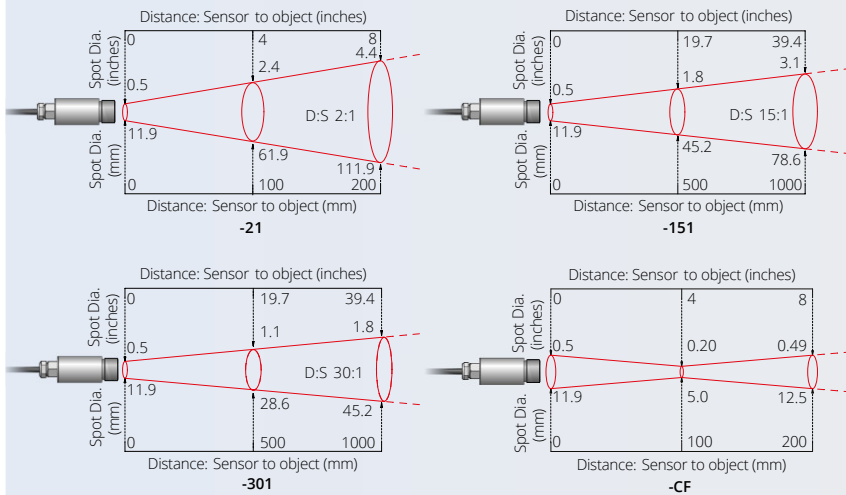 Distance: Sensor to object (inches)
0 4 8
Spot Dia.
(inches)
0.5 2.4 4.4
D:S 2:1
11.9 61.9 111.9
Spot Dia.
(mm)
0 100 200
Distance: Sensor to object (mm)
-21
Distance: Sensor to object (inches)
0 19.7 39.4
Spot Dia.
(inches)
0.5 1.8 3.1
D:S 15:1
11.9 45.2 78.6
Spot Dia.
(mm)
0 500 1000
Distance: Sensor to object (mm)
-151
Distance: Sensor to object (inches)
0 19.7 39.4
Spot Dia.
(inches)
0.5 1.1 1.8
D:S 30:1
11.9 28.6 45.2
Spot Dia.
(mm)
0 500 1000
Distance: Sensor to object (mm)
-301
Distance: Sensor to object (inches)
0 4 8
Spot Dia.
(inches)
0.5 0.20 0.49
11.9 5.0 12.5
Spot Dia.
(mm)
0 100 200
Distance: Sensor to object (mm)
-CF